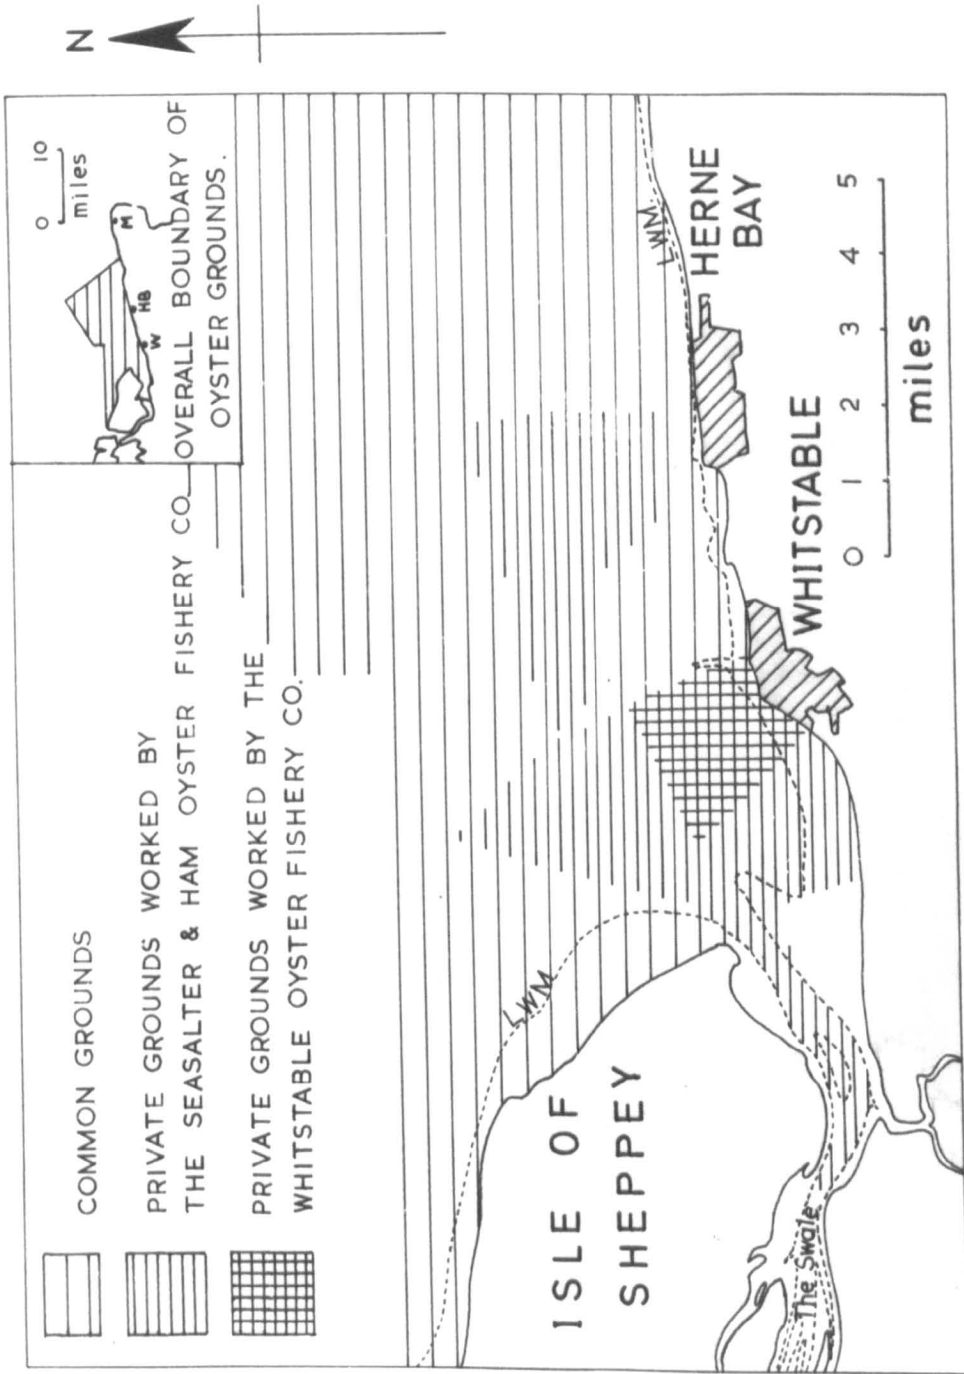 N
COMMON GROUNDS
PRIVATE GROUNDS WORKED BY
THE SEASALTER & HAM OYSTER FISHERY CO.
PRIVATE GROUNDS WORKED BY THE
WHITSTABLE OYSTER FISHERY CO.
0 10
miles
W HB M
OVERALL BOUNDARY OF
OYSTER GROUNDS.
LWM
LWM
ISLE OF
SHEPPEY
The Swale
HERNE
BAY
WHITSTABLE
0 1 2 3 4 5
miles